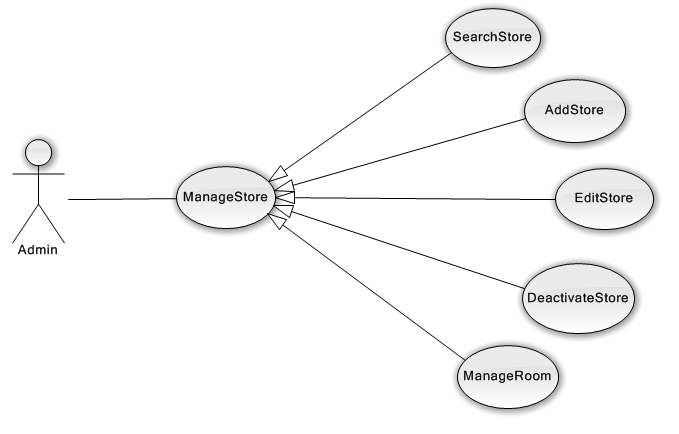 SearchStore
AddStore
ManageStore
EditStore
Admin
DeactivateStore
ManageRoom